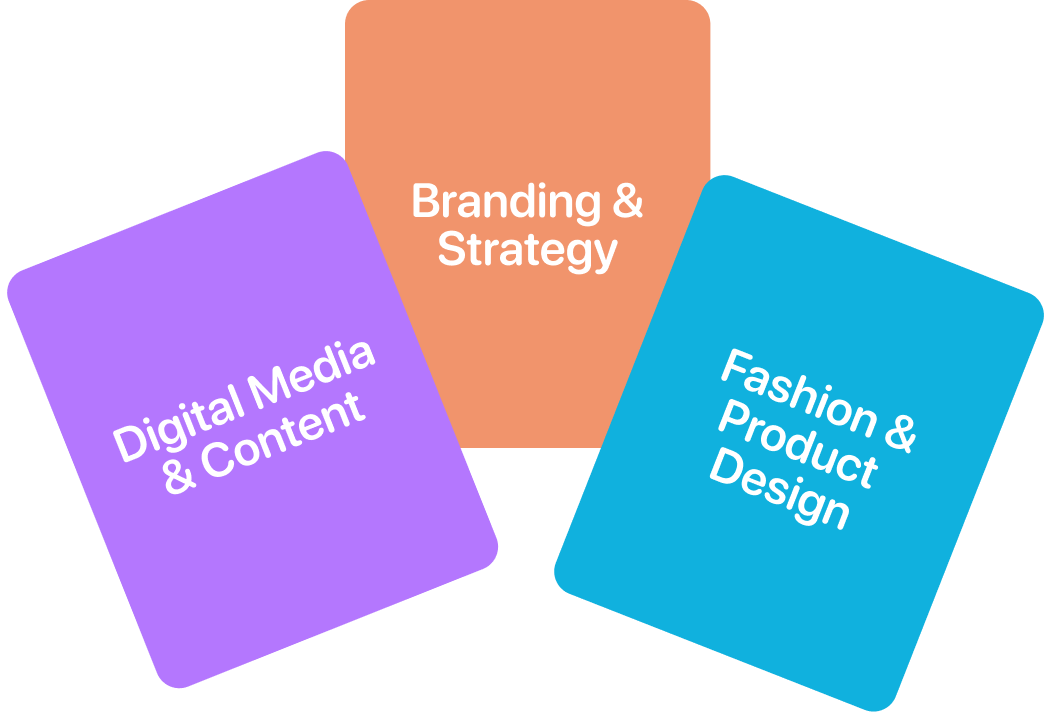 Branding &
Strategy
Digital Media
& Content
Fashion &
Product
Design